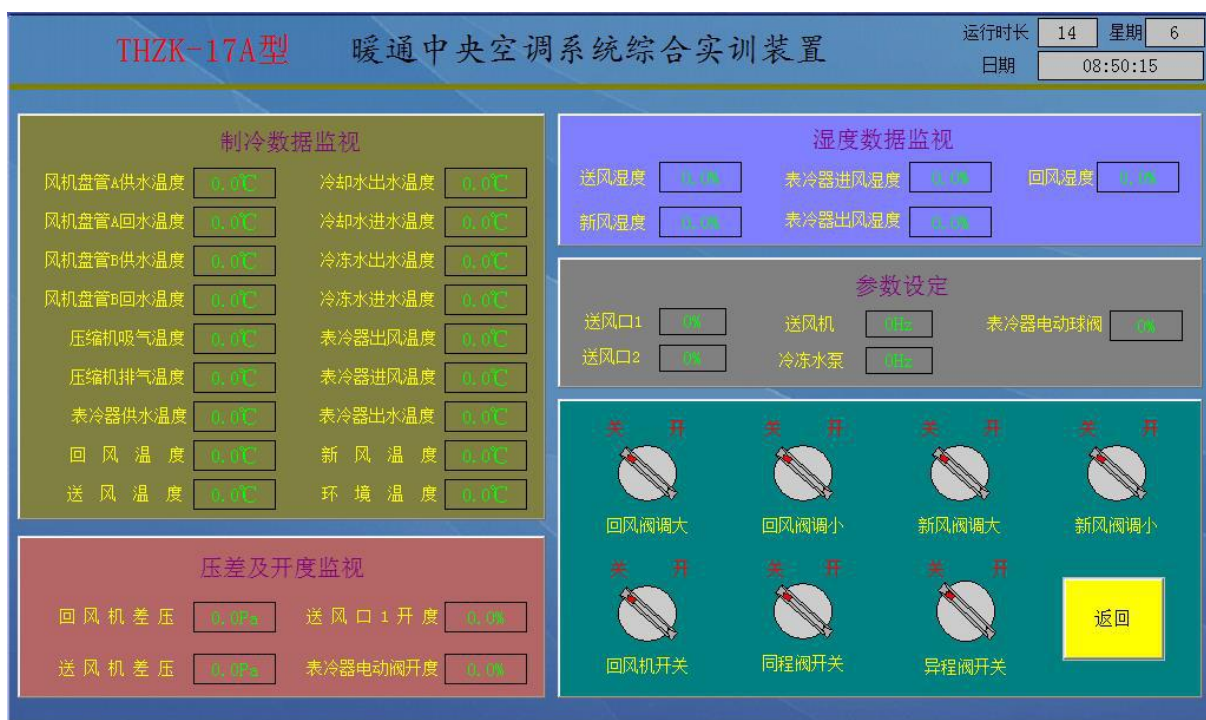 THZK-17A型 暖通中央空调系统综合实训装置
运行时长 14 星期 6
日期 08:50:15
制冷数据监视
风机盘管A供水温度 0.0℃ 冷却水出水温度 0.0℃
风机盘管A回水温度 0.0℃ 冷却水进水温度 0.0℃
风机盘管B供水温度 0.0℃ 冷冻水出水温度 0.0℃
风机盘管B回水温度 0.0℃ 冷冻水进水温度 0.0℃
压缩机吸气温度 0.0℃ 表冷器出风温度 0.0℃
压缩机排气温度 0.0℃ 表冷器进风温度 0.0℃
表冷器供水温度 0.0℃ 表冷器出水温度 0.0℃
回风温度 0.0℃ 新风温度 0.0℃
送风温度 0.0℃ 环境温度 0.0℃
压差及开度监视
回风机差压 0.0Pa 送风口1开度 0.0%
送风机差压 0.0Pa 表冷器电动阀开度 0.0%
湿度数据监视
送风湿度 0.0% 表冷器进风湿度 0.0% 回风湿度 0.0%
新风湿度 0.0% 表冷器出风湿度 0.0%
参数设定
送风口1 0% 送风机 0Hz 表冷器电动球阀 0%
送风口2 0% 冷冻水泵 0Hz
关 开 关 开 关 开 关 开
回风阀调大 回风阀调小 新风阀调大 新风阀调小
关 开 关 开 关 开
回风机开关 同程阀开关 异程阀开关 返回